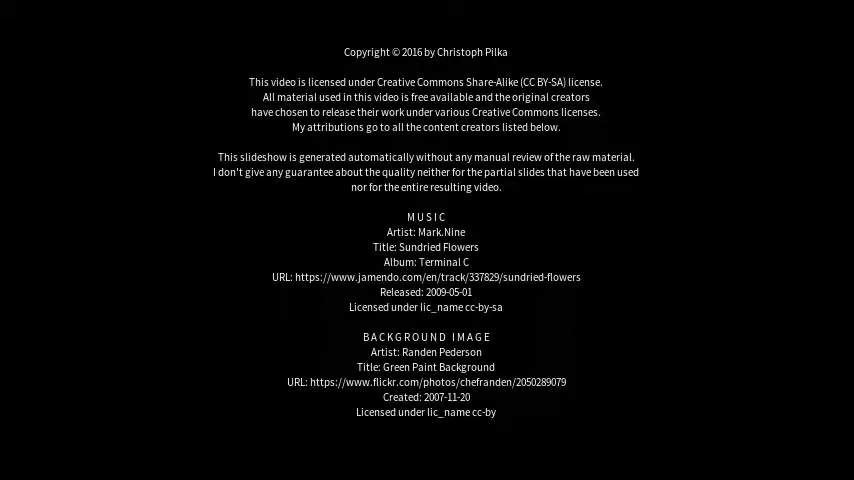 Copyright © 2016 by Christoph Pilka
This video is licensed under Creative Commons Share-Alike (CC BY-SA) license.
All material used in this video is free available and the original creators
have chosen to release their work under various Creative Commons licenses.
My attributions go to all the content creators listed below.
This slideshow is generated automatically without any manual review of the raw material.
I don't give any guarantee about the quality neither for the partial slides that have been used
nor for the entire resulting video.
MUSIC
Artist: Mark.Nine
Title: Sundried Flowers
Album: Terminal C
URL: https://www.jamendo.com/en/track/337829/sundried-flowers
Released: 2009-05-01
Licensed under lic_name cc-by-sa
BACKGROUND IMAGE
Artist: Randen Pederson
Title: Green Paint Background
URL: https://www.flickr.com/photos/chefranden/2050289079
Created: 2007-11-20
Licensed under lic_name cc-by